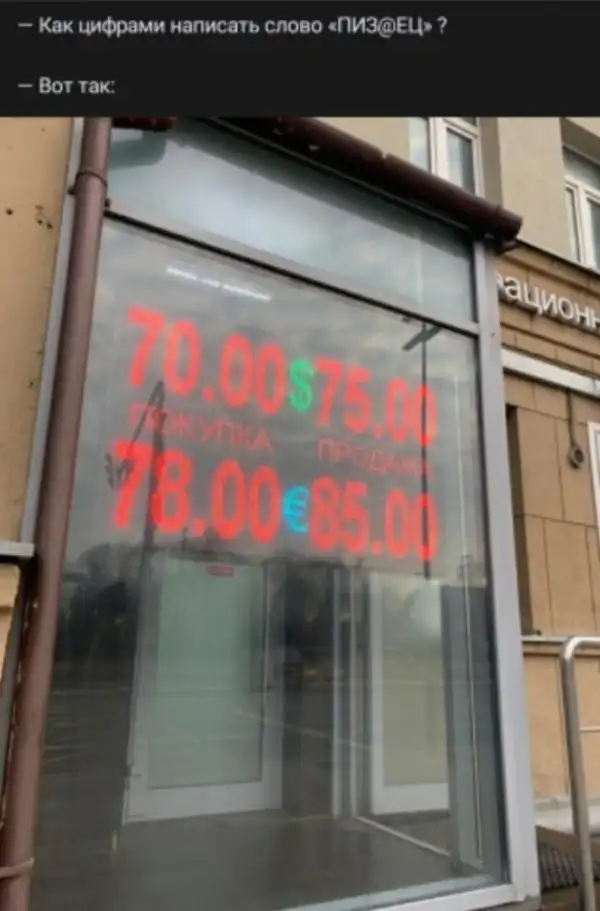 — Как цифрами написать слово «ПИЗ@ЕЦ» ?
— Вот так:
70.00 $ 75.00
ПОКУПКА ПРОДАЖА
78.00 € 85.00